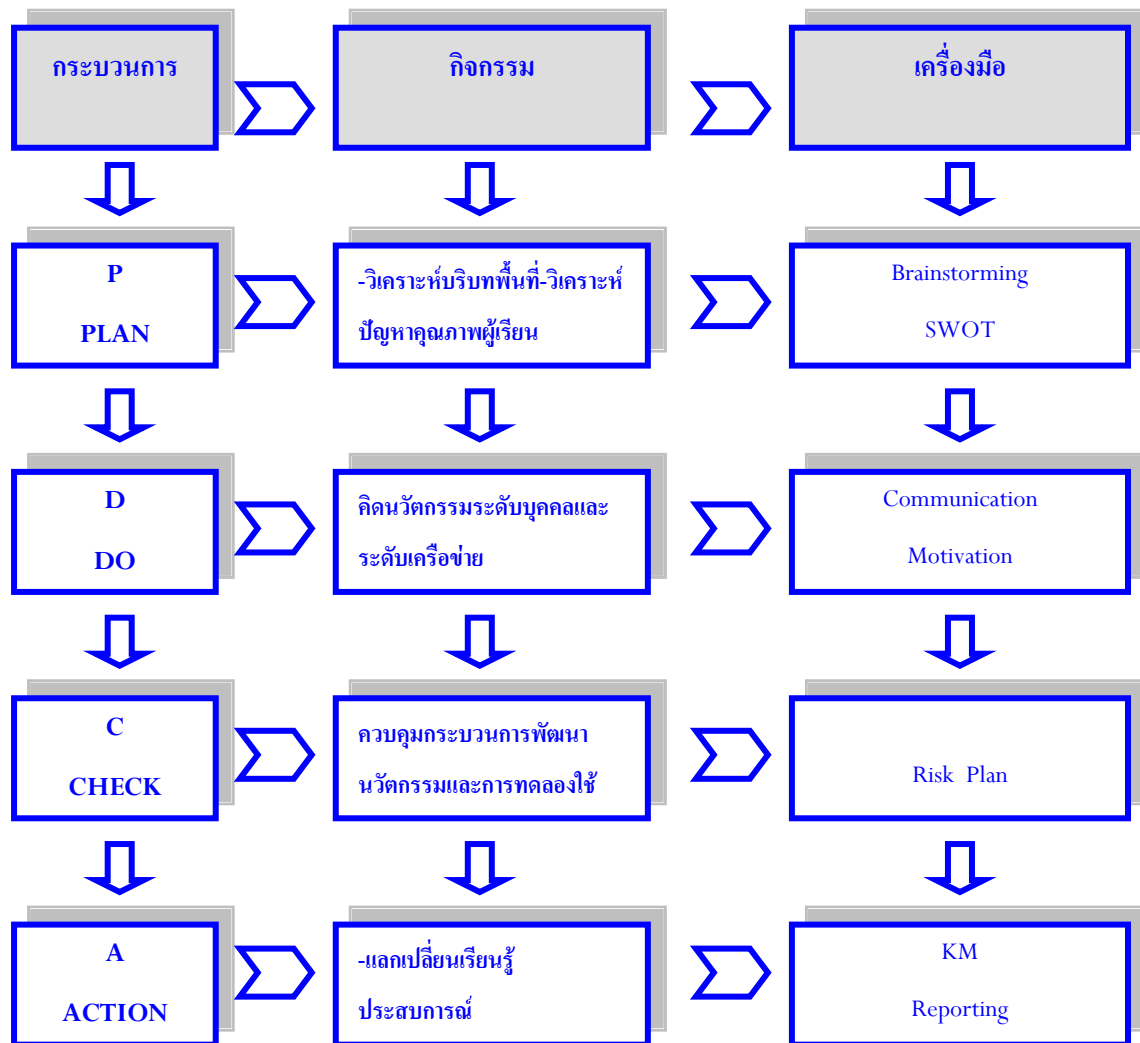 กระบวนการ
กิจกรรม
เครื่องมือ
P
PLAN
-วิเคราะห์บริบทพื้นที่-วิเคราะห์
ปัญหาคุณภาพผู้เรียน
Brainstorming
SWOT
D
DO
คิดนวัตกรรมระดับบุคคลและ
ระดับเครือข่าย
Communication
Motivation
C
CHECK
ควบคุมกระบวนการพัฒนา
นวัตกรรมและการทดลองใช้
Risk Plan
A
ACTION
-แลกเปลี่ยนเรียนรู้
ประสบการณ์
KM
Reporting